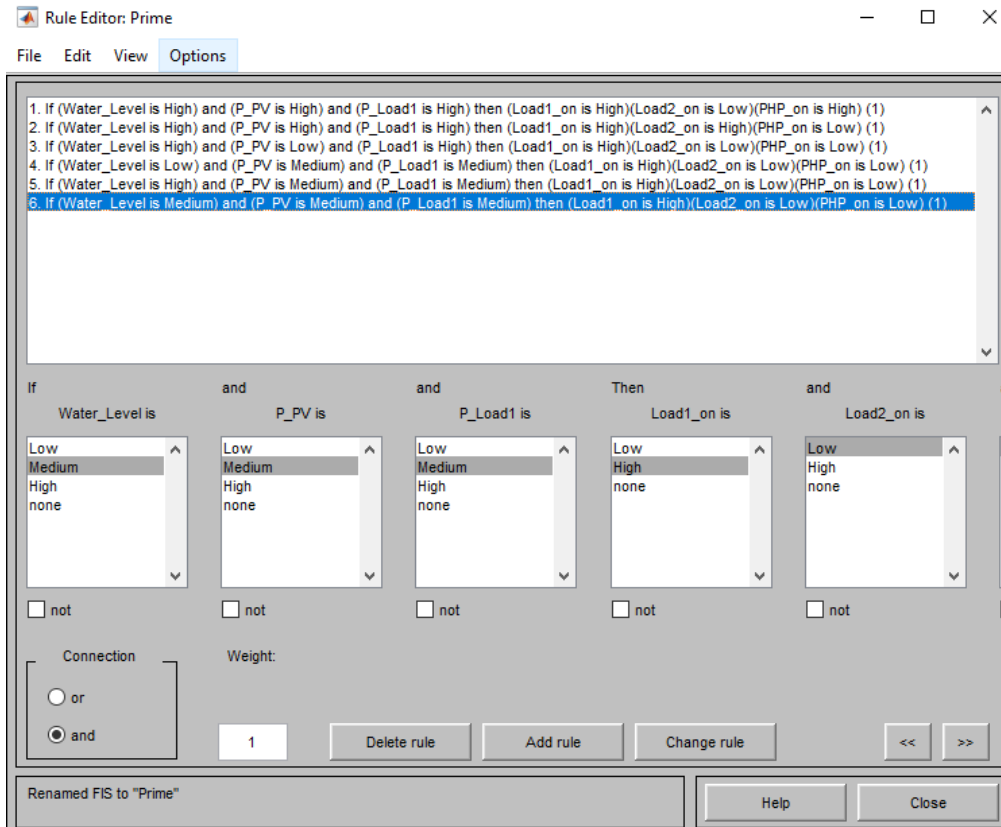 Rule Editor: Prime
File Edit View Options
1. If (Water_Level is High) and (P_PV is High) and (P_Load1 is High) then (Load1_on is High)(Load2_on is Low)(PHP_on is High) (1)
2. If (Water_Level is High) and (P_PV is High) and (P_Load1 is High) then (Load1_on is High)(Load2_on is High)(PHP_on is Low) (1)
3. If (Water_Level is High) and (P_PV is Low) and (P_Load1 is High) then (Load1_on is High)(Load2_on is Low)(PHP_on is Low) (1)
4. If (Water_Level is Low) and (P_PV is Medium) and (P_Load1 is Medium) then (Load1_on is High)(Load2_on is Low)(PHP_on is Low) (1)
5. If (Water_Level is High) and (P_PV is Medium) and (P_Load1 is Medium) then (Load1_on is High)(Load2_on is Low)(PHP_on is Low) (1)
6. If (Water_Level is Medium) and (P_PV is Medium) and (P_Load1 is Medium) then (Load1_on is High)(Load2_on is Low)(PHP_on is Low) (1)
If and and Then and
Water_Level is P_PV is P_Load1 is Load1_on is Load2_on is
Low Low Low Low Low
Medium Medium Medium High High
High High High none none
none none none
not not not not not
Connection Weight:
or
and 1 Delete rule Add rule Change rule << >>
Renamed FIS to "Prime" Help Close